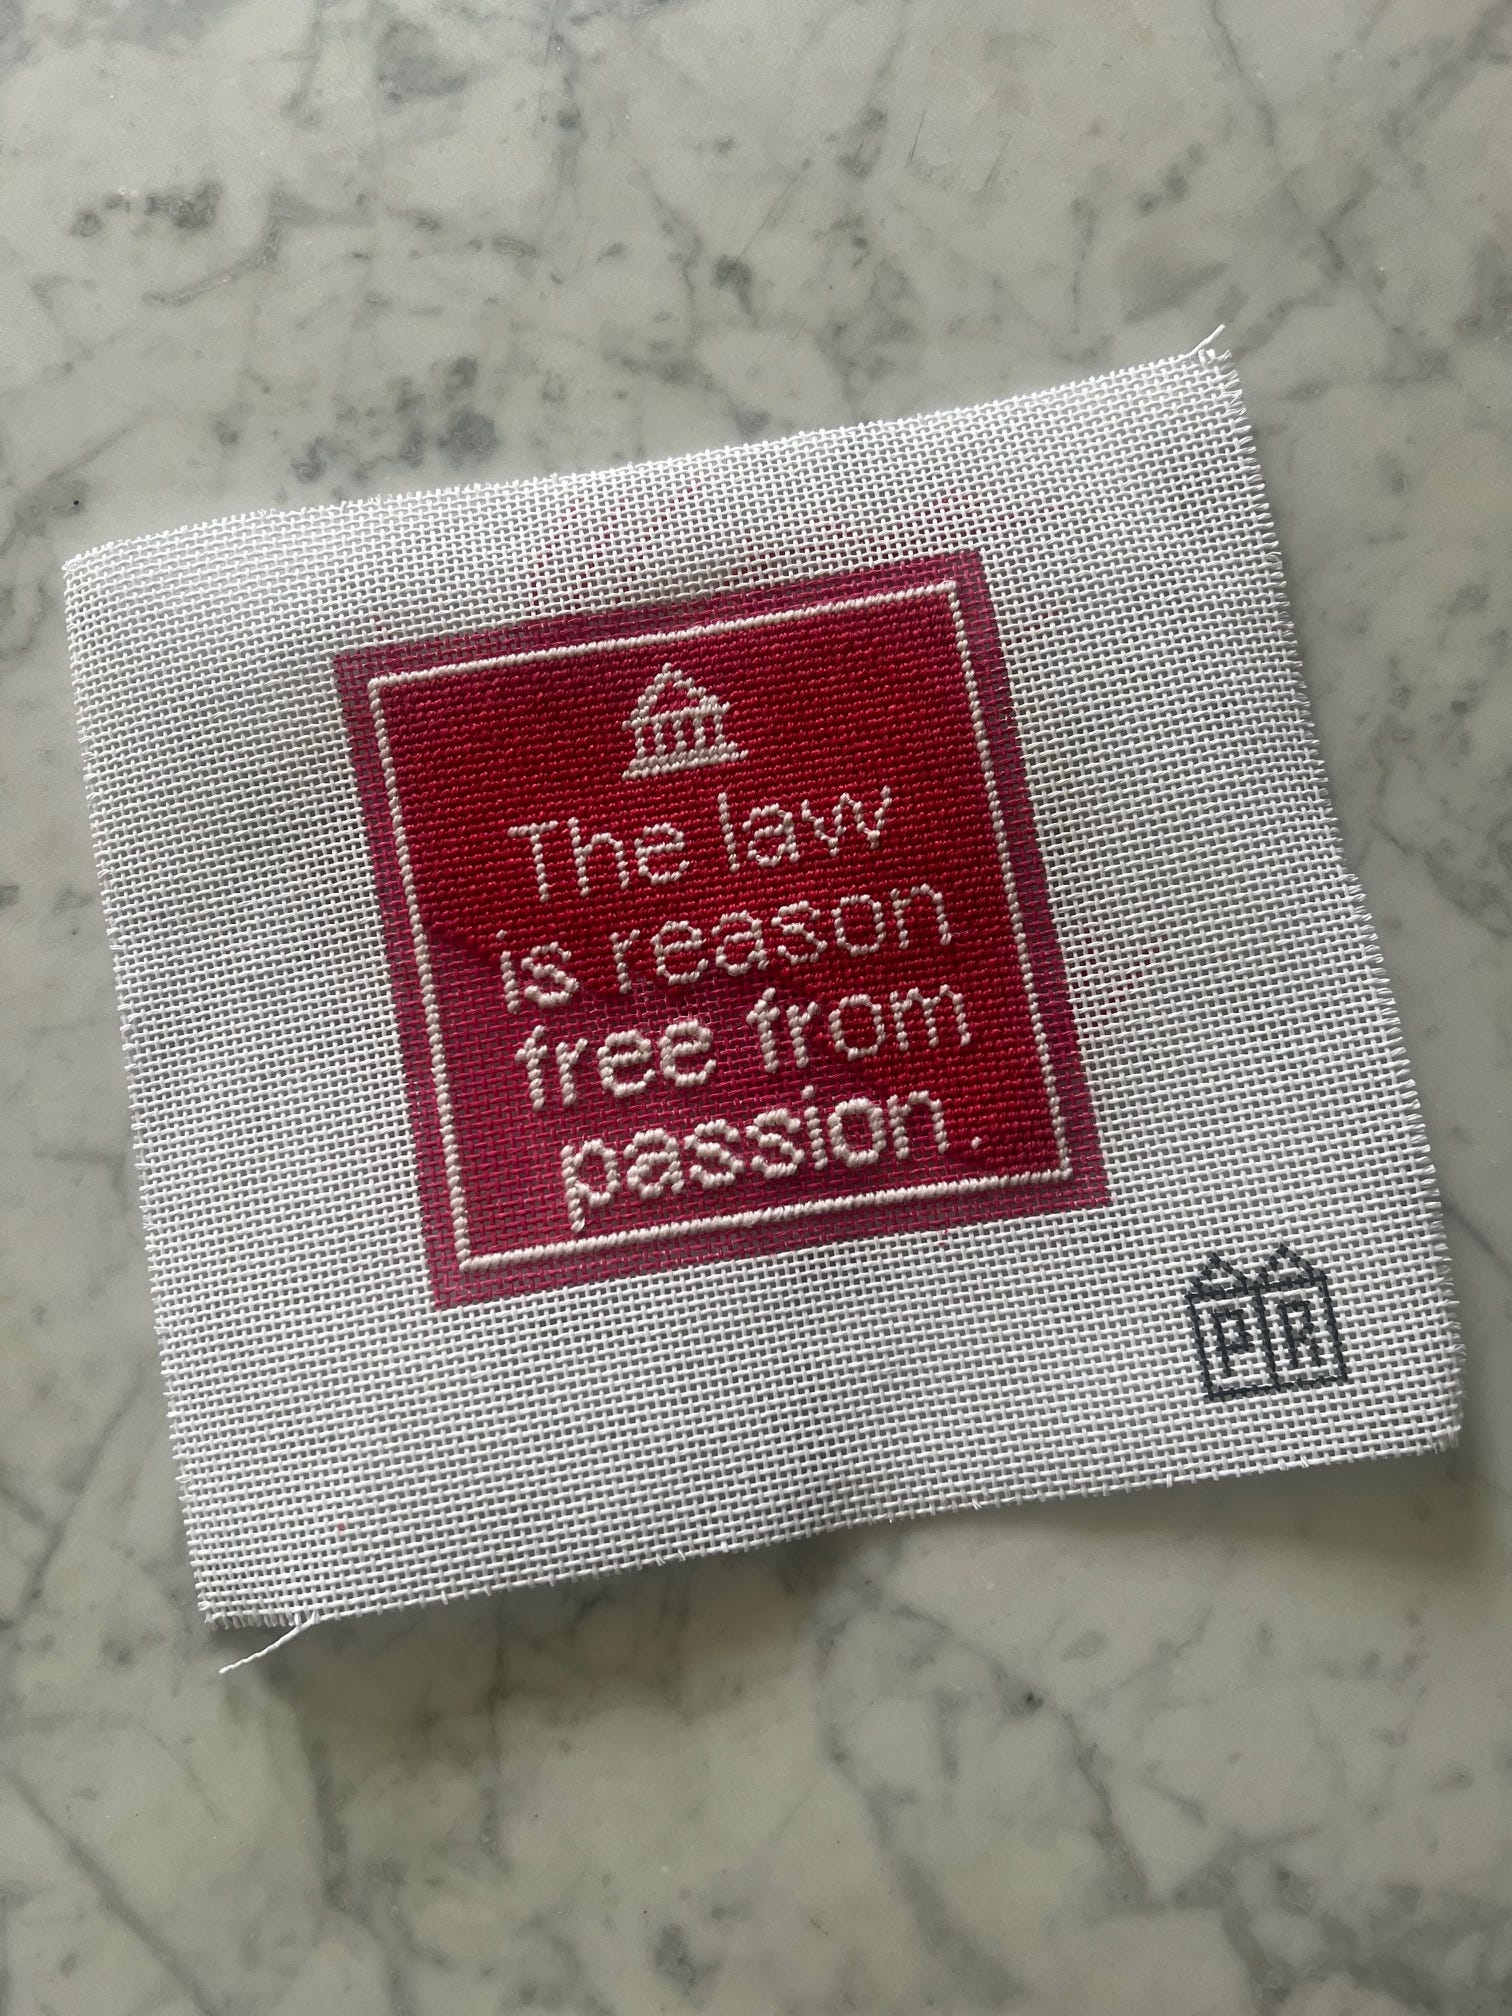 The law
is reason
free from
passion.
PR